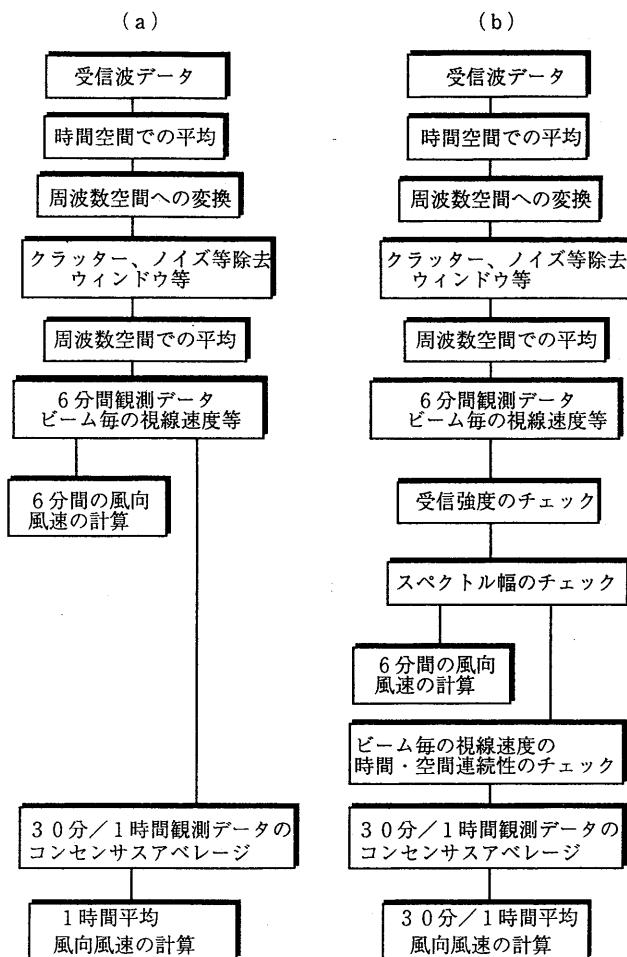 (a)
受信波データ
時間空間での平均
周波数空間への変換
クラッター、ノイズ等除去
ウィンドウ等
周波数空間での平均
６分間観測データ
ビーム毎の視線速度等
６分間の風向
風速の計算
３０分／１時間観測データの
コンセンサスアベレージ
１時間平均
風向風速の計算
(b)
受信波データ
時間空間での平均
周波数空間への変換
クラッター、ノイズ等除去
ウィンドウ等
周波数空間での平均
６分間観測データ
ビーム毎の視線速度等
受信強度のチェック
スペクトル幅のチェック
６分間の風向
風速の計算
ビーム毎の視線速度の
時間・空間連続性のチェック
３０分／１時間観測データの
コンセンサスアベレージ
３０分／１時間平均
風向風速の計算